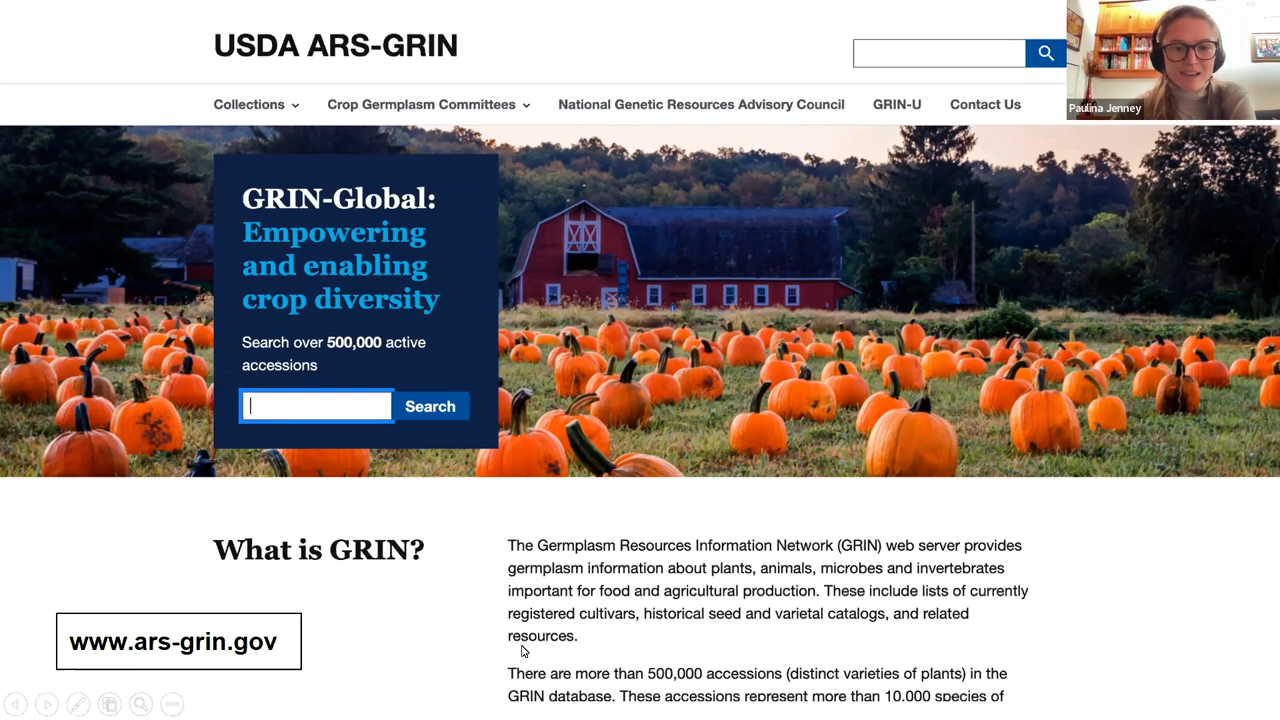 USDA ARS-GRIN
Paulina Jenney
Collections
Crop Germplasm Committees
National Genetic Resources Advisory Council
GRIN-U
Contact Us
GRIN-Global:
Empowering
and enabling
crop diversity
Search over 500,000 active
accessions
Search
What is GRIN?
The Germplasm Resources Information Network (GRIN) web server provides
germplasm information about plants, animals, microbes and invertebrates
important for food and agricultural production. These include lists of currently
registered cultivars, historical seed and varietal catalogs, and related
resources.
There are more than 500,000 accessions (distinct varieties of plants) in the
GRIN database. These accessions represent more than 10,000 species of
www.ars-grin.gov